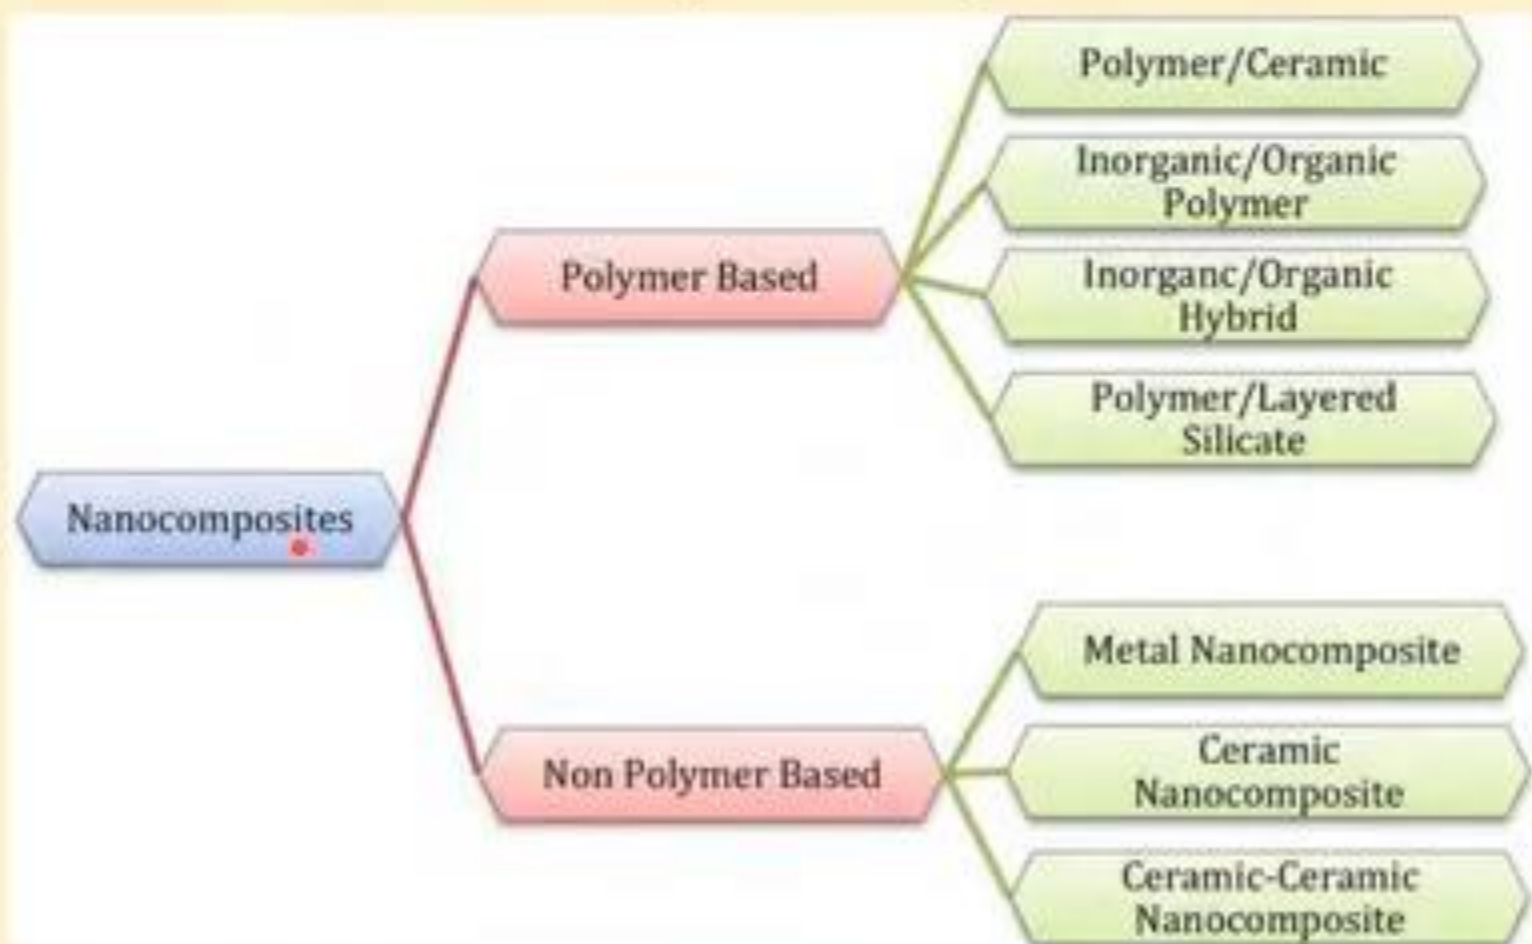 Polymer/Ceramic
Inorganic/Organic
Polymer
Polymer Based
Inorganc/Organic
Hybrid
Polymer/Layered
Silicate
Nanocomposites
Metal Nanocomposite
Non Polymer Based
Ceramic
Nanocomposite
Ceramic-Ceramic
Nanocomposite